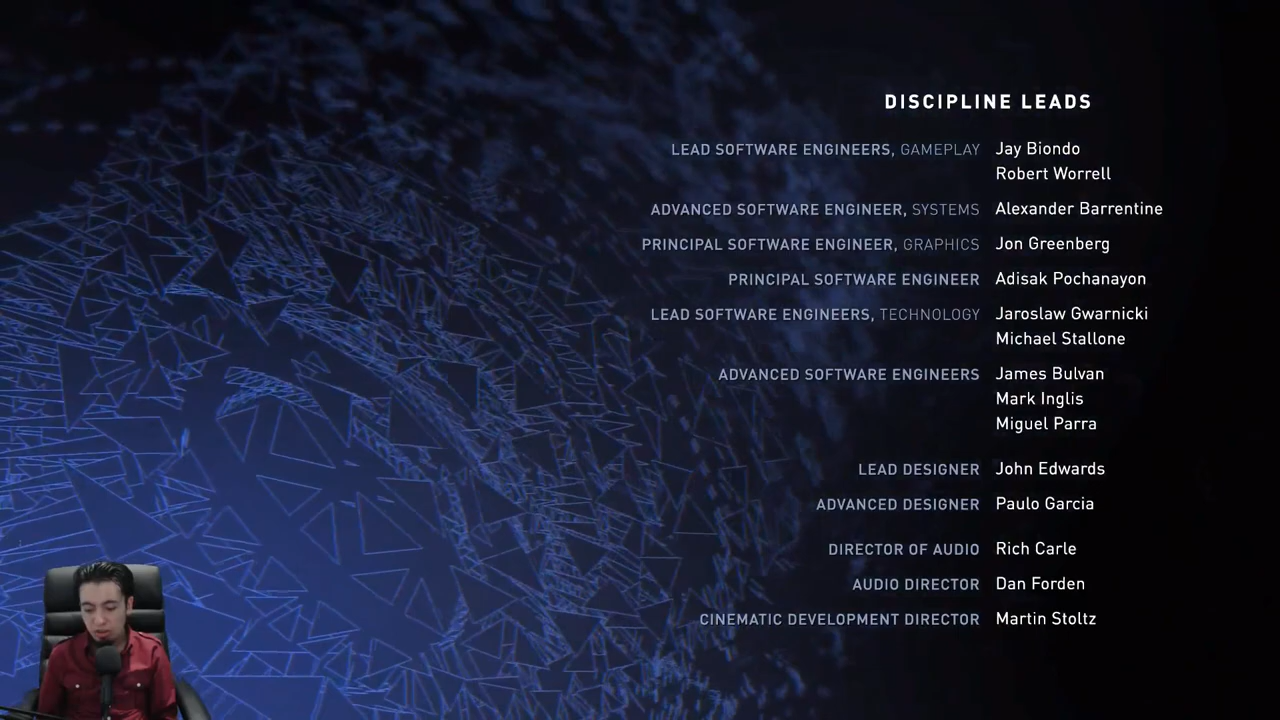 DISCIPLINE LEADS
LEAD SOFTWARE ENGINEERS, GAMEPLAY Jay Biondo
Robert Worrell
ADVANCED SOFTWARE ENGINEER, SYSTEMS Alexander Barrentine
PRINCIPAL SOFTWARE ENGINEER, GRAPHICS Jon Greenberg
PRINCIPAL SOFTWARE ENGINEER Adisak Pochanayon
LEAD SOFTWARE ENGINEERS, TECHNOLOGY Jaroslaw Gwarnicki
Michael Stallone
ADVANCED SOFTWARE ENGINEERS James Bulvan
Mark Inglis
Miguel Parra
LEAD DESIGNER John Edwards
ADVANCED DESIGNER Paulo Garcia
DIRECTOR OF AUDIO Rich Carle
AUDIO DIRECTOR Dan Forden
CINEMATIC DEVELOPMENT DIRECTOR Martin Stoltz